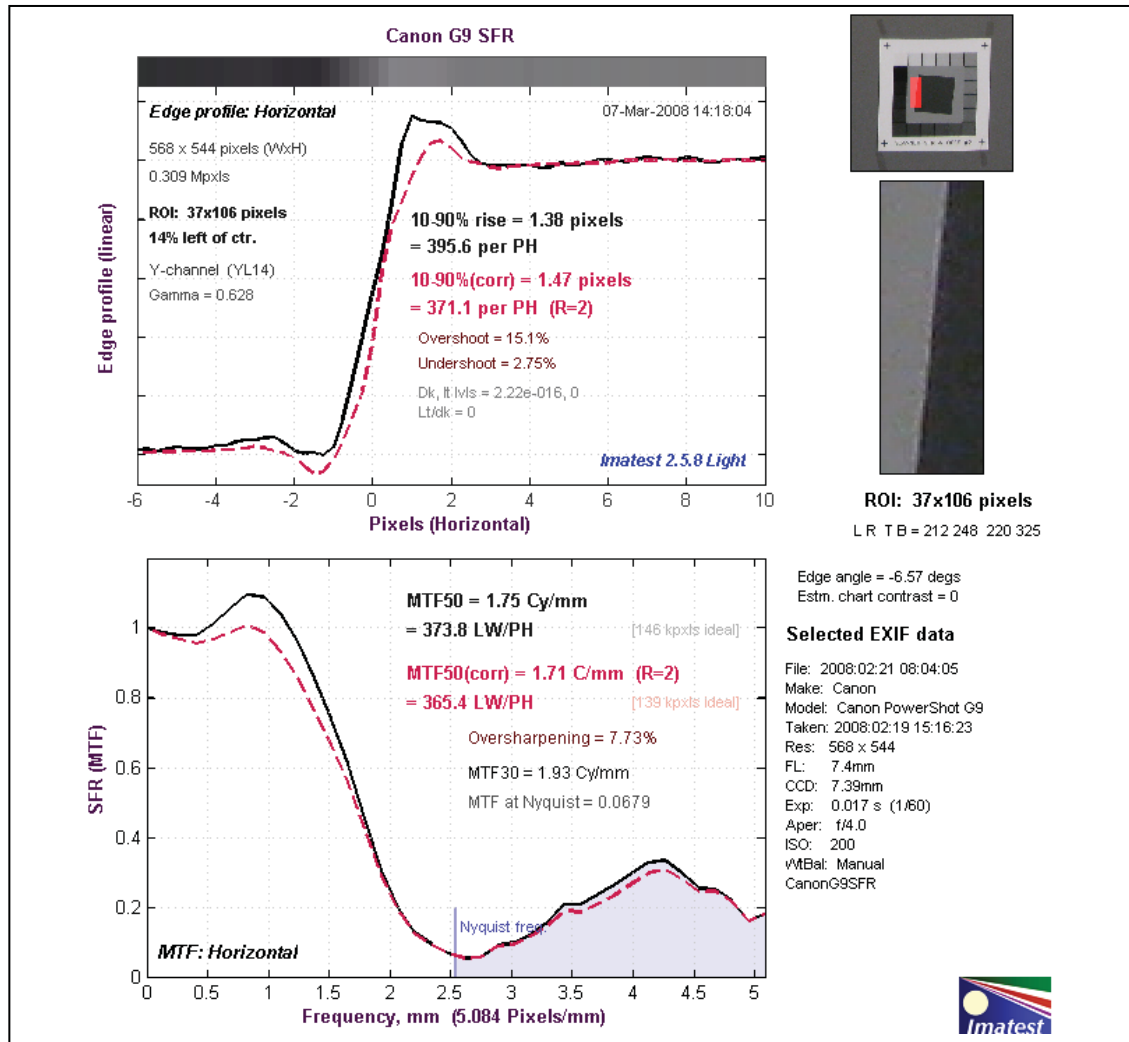 Canon G9 SFR
Edge profile: Horizontal
07-Mar-2008 14:18:04
568 x 544 pixels (WxH)
0.309 Mpxls
ROI: 37x106 pixels
14% left of ctr.
Y-channel (YL14)
Gamma = 0.628
10-90% rise = 1.38 pixels
= 395.6 per PH
10-90%(corr) = 1.47 pixels
= 371.1 per PH (R=2)
Overshoot = 15.1%
Undershoot = 2.75%
Dk, lt lvls = 2.22e-016, 0
Lt/dk = 0
Imatest 2.5.8 Light
Edge profile (linear)
-6 -4 -2 0 2 4 6 8 10
Pixels (Horizontal)
ROI: 37x106 pixels
L R T B = 212 248 220 325
Edge angle = -6.57 degs
Estm. chart contrast = 0
Selected EXIF data
File: 2008:02:21 08:04:05
Make: Canon
Model: Canon PowerShot G9
Taken: 2008:02:19 15:16:23
Res: 568 x 544
FL: 7.4mm
CCD: 7.39mm
Exp: 0.017 s (1/60)
Aper: f/4.0
ISO: 200
WtBal: Manual
CanonG9SFR
MTF50 = 1.75 Cy/mm
= 373.8 LW/PH
[146 kpxls ideal]
MTF50(corr) = 1.71 C/mm (R=2)
= 365.4 LW/PH
[139 kpxls ideal]
Oversharpening = 7.73%
MTF30 = 1.93 Cy/mm
MTF at Nyquist = 0.0679
Nyquist freq.
MTF: Horizontal
SFR (MTF)
1
0.8
0.6
0.4
0.2
0
0 0.5 1 1.5 2 2.5 3 3.5 4 4.5 5
Frequency, mm (5.084 Pixels/mm)
Imatest